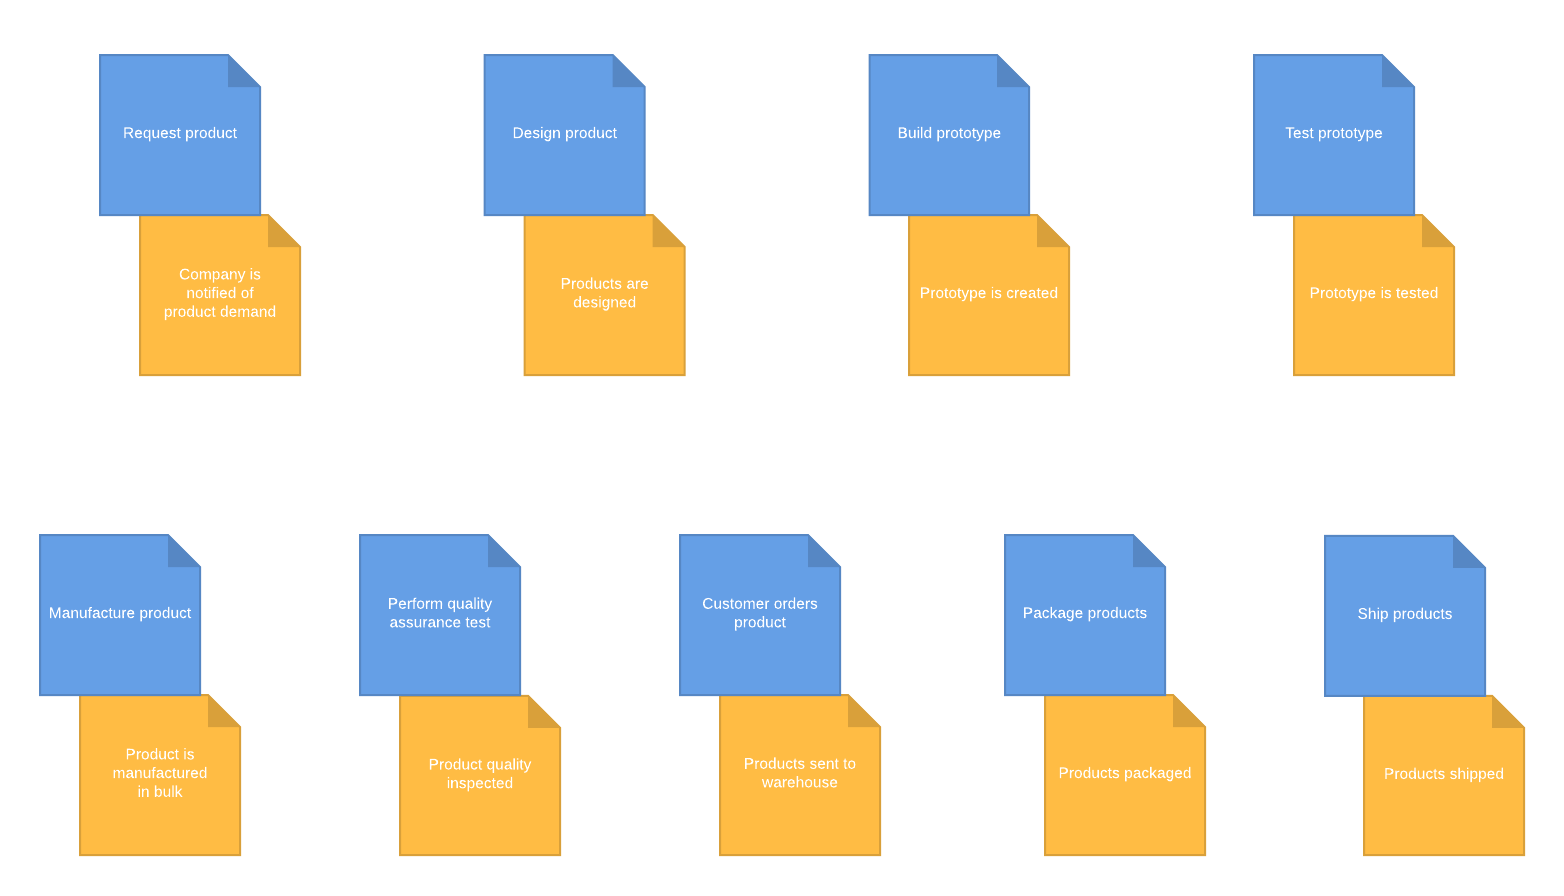 Request product
Company is
notified of
product demand
Design product
Products are
designed
Build prototype
Prototype is created
Test prototype
Prototype is tested
Manufacture product
Product is
manufactured
in bulk
Perform quality
assurance test
Product quality
inspected
Customer orders
product
Products sent to
warehouse
Package products
Products packaged
Ship products
Products shipped